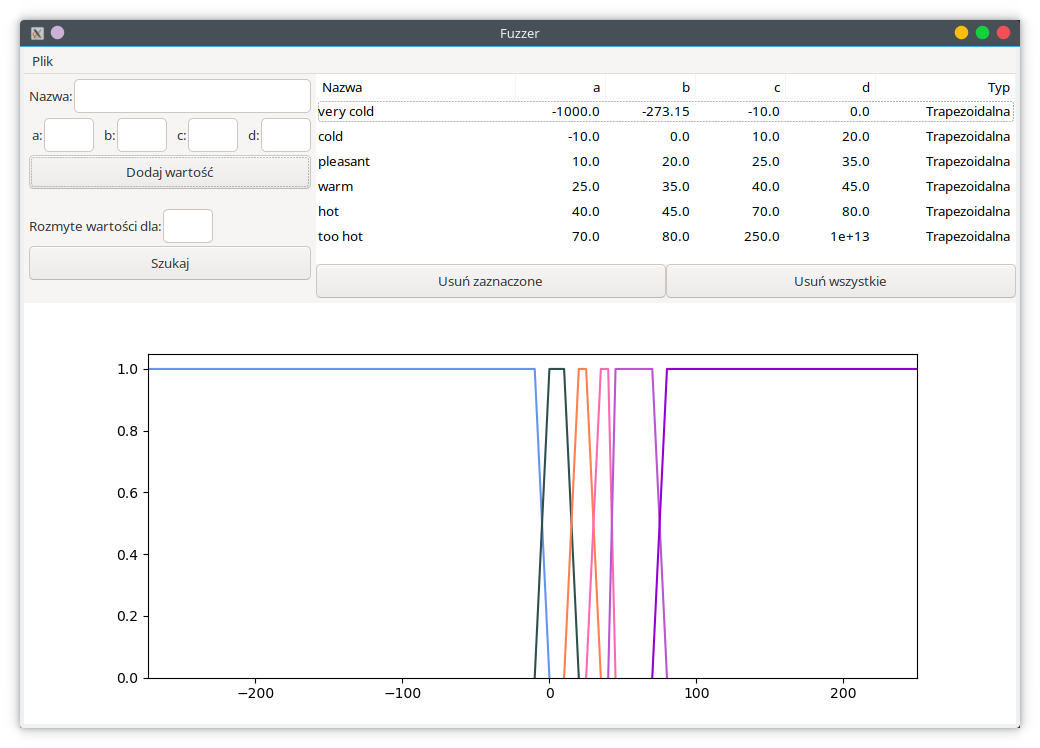 Fuzzer
Plik
Nazwa:
a: b: c: d:
Dodaj wartość
Rozmyte wartości dla:
Szukaj
Nazwa a b c d Typ
very cold -1000.0 -273.15 -10.0 0.0 Trapezoidalna
cold -10.0 0.0 10.0 20.0 Trapezoidalna
pleasant 10.0 20.0 25.0 35.0 Trapezoidalna
warm 25.0 35.0 40.0 45.0 Trapezoidalna
hot 40.0 45.0 70.0 80.0 Trapezoidalna
too hot 70.0 80.0 250.0 1e+13 Trapezoidalna
Usuń zaznaczone Usuń wszystkie
1.0
0.8
0.6
0.4
0.2
0.0
−200 −100 0 100 200